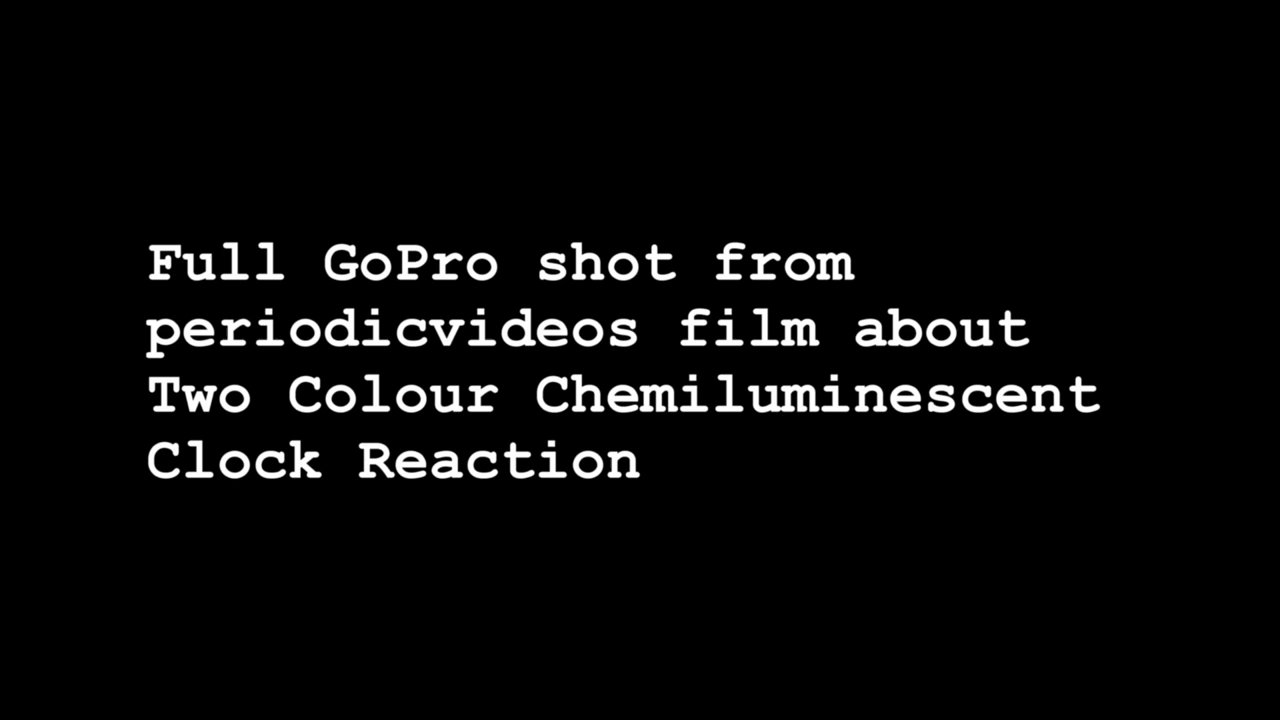 Full GoPro shot from
periodicvideos film about
Two Colour Chemiluminescent
Clock Reaction